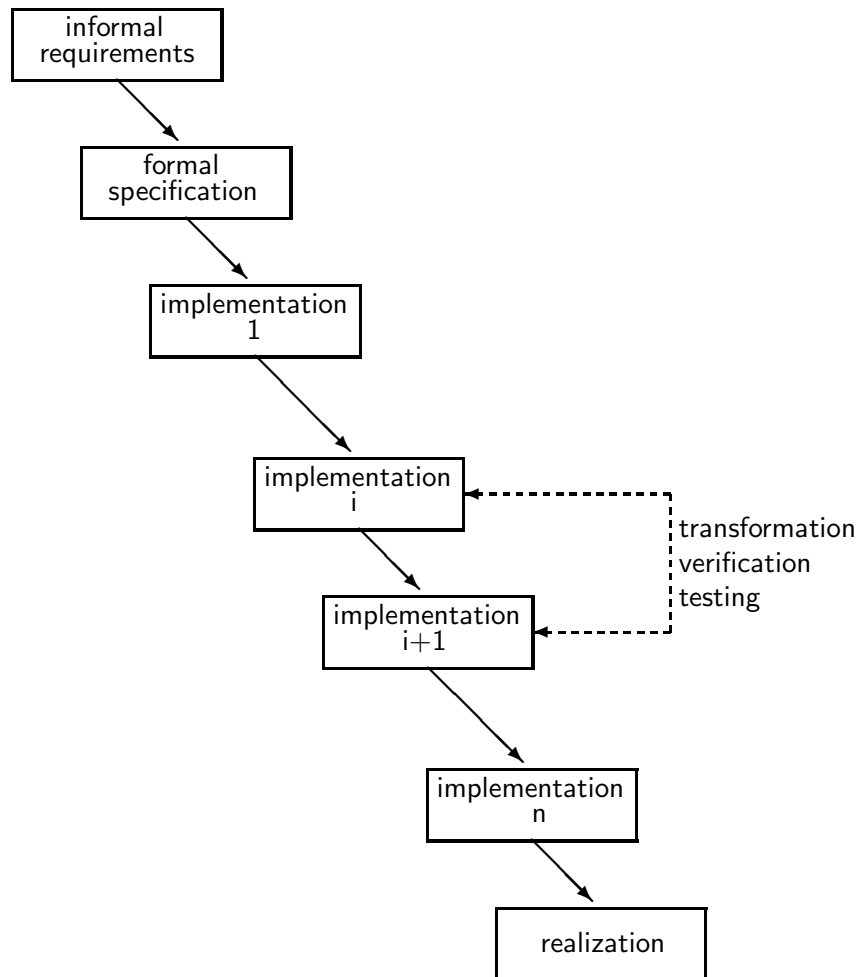 informal
requirements
formal
specification
implementation
1
implementation
i
transformation
verification
testing
implementation
i+1
implementation
n
realization